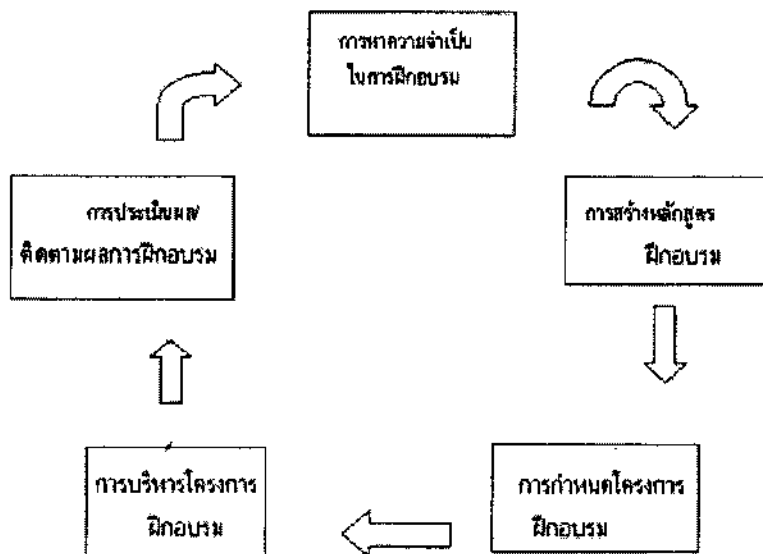 การหาความจำเป็น
ในการฝึกอบรม
การสร้างหลักสูตร
ฝึกอบรม
การกำหนดโครงการ
ฝึกอบรม
การบริหารโครงการ
ฝึกอบรม
การประเมินผล/
ติดตามผลการฝึกอบรม